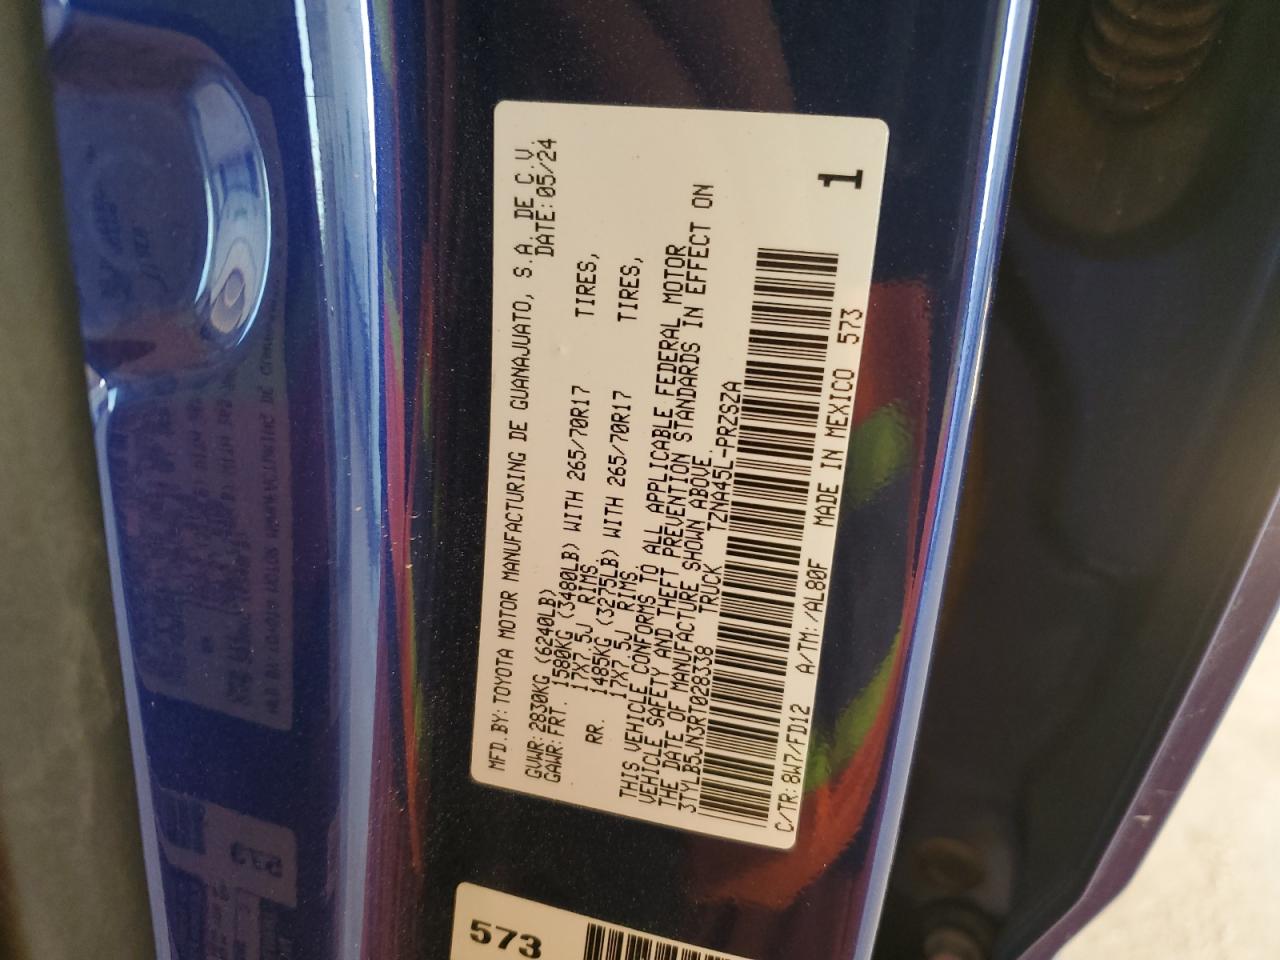 MFD.BY: TOYOTA MOTOR MANUFACTURING DE GUANAJUATO, S.A. DE C.V.
DATE: 05/24
GVWR: 2830KG (6240LB)
GAWR: FRT. 1580KG (3480LB) WITH 265/70R17 TIRES,
17X7.5J RIMS.
RR. 1485KG (3275LB) WITH 265/70R17 TIRES,
17X7.5J RIMS.
THIS VEHICLE CONFORMS TO ALL APPLICABLE FEDERAL MOTOR
VEHICLE SAFETY AND THEFT PREVENTION STANDARDS IN EFFECT ON
THE DATE OF MANUFACTURE SHOWN ABOVE.
3TYLB5JN3RT028338 TRUCK TZNA45L-PRZSZA
C/TR: 8W7/FD12 A/TM: /AL80F MADE IN MEXICO 573
1
573